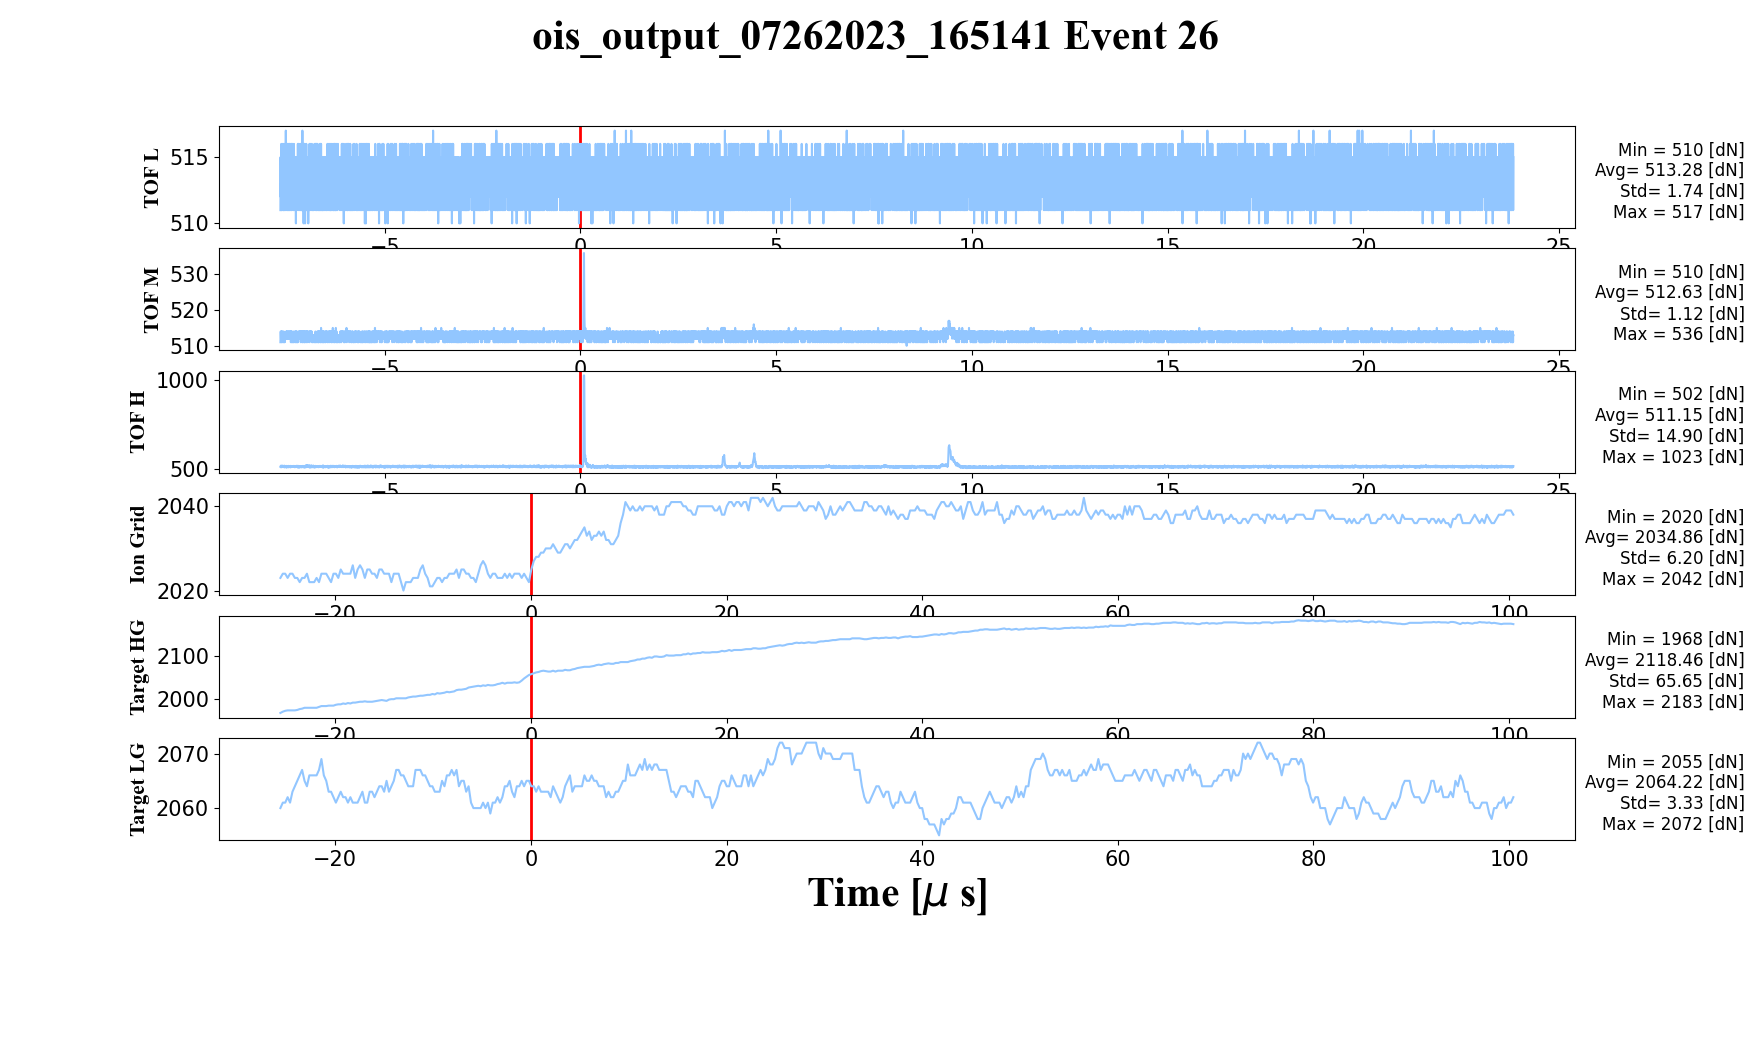 ois_output_07262023_165141 Event 26
TOF L
515
510
−5
0
5
10
15
20
25
Min = 510 [dN]
Avg= 513.28 [dN]
Std= 1.74 [dN]
Max = 517 [dN]
TOF M
530
520
510
−5
0
5
10
15
20
25
Min = 510 [dN]
Avg= 512.63 [dN]
Std= 1.12 [dN]
Max = 536 [dN]
TOF H
1000
500
−5
0
5
10
15
20
25
Min = 502 [dN]
Avg= 511.15 [dN]
Std= 14.90 [dN]
Max = 1023 [dN]
Ion Grid
2040
2020
−20
0
20
40
60
80
100
Min = 2020 [dN]
Avg= 2034.86 [dN]
Std= 6.20 [dN]
Max = 2042 [dN]
Target HG
2100
2000
−20
0
20
40
60
80
100
Min = 1968 [dN]
Avg= 2118.46 [dN]
Std= 65.65 [dN]
Max = 2183 [dN]
Target LG
2070
2060
−20
0
20
40
60
80
100
Min = 2055 [dN]
Avg= 2064.22 [dN]
Std= 3.33 [dN]
Max = 2072 [dN]
Time [μ s]